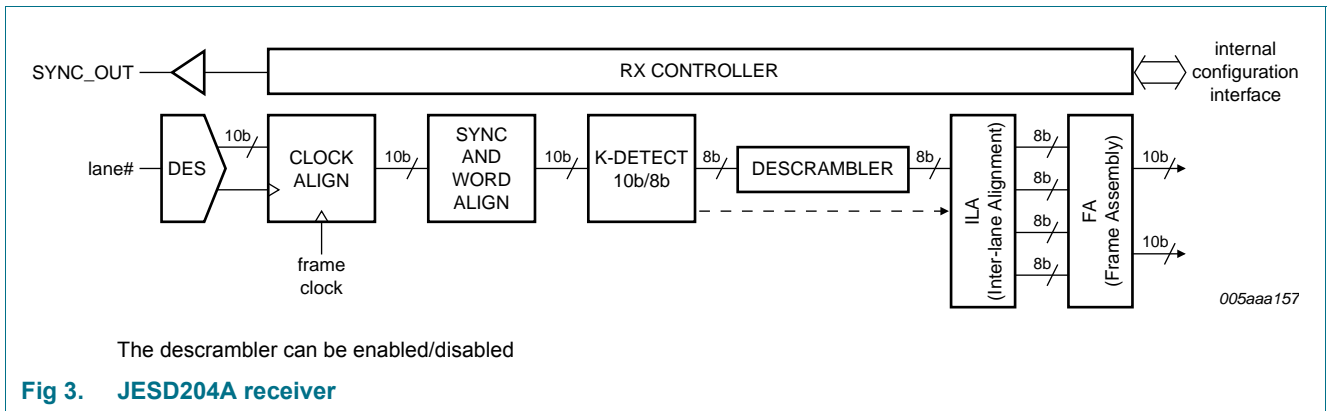 SYNC_OUT
RX CONTROLLER
internal
configuration
interface
lane#
DES
10b
CLOCK
ALIGN
frame
clock
10b
SYNC
AND
WORD
ALIGN
10b
K-DETECT
10b/8b
8b
DESCRAMBLER
8b
ILA
(Inter-lane Alignment)
8b
8b
8b
8b
FA
(Frame Assembly)
10b
10b
005aaa157
The descrambler can be enabled/disabled
Fig 3. JESD204A receiver